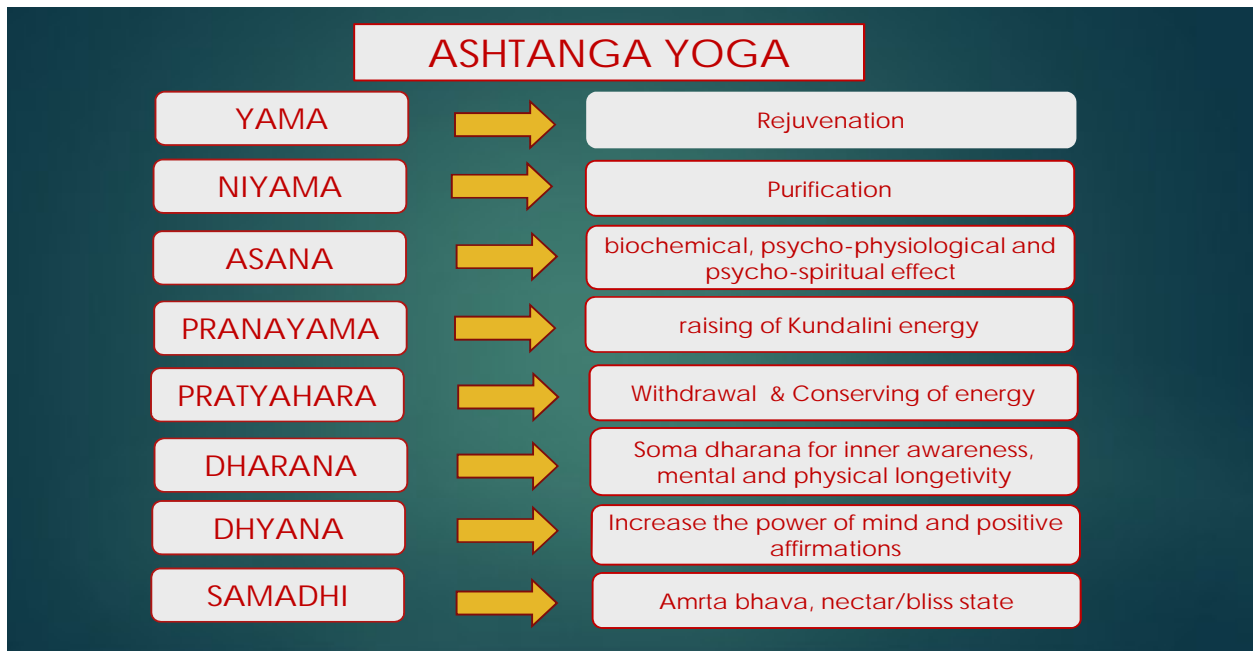 ASHTANGA YOGA
YAMA
Rejuvenation
NIYAMA
Purification
ASANA
biochemical, psycho-physiological and
psycho-spiritual effect
PRANAYAMA
raising of Kundalini energy
PRATYAHARA
Withdrawal & Conserving of energy
DHARANA
Soma dharana for inner awareness,
mental and physical longetivity
DHYANA
Increase the power of mind and positive
affirmations
SAMADHI
Amrta bhava, nectar/bliss state